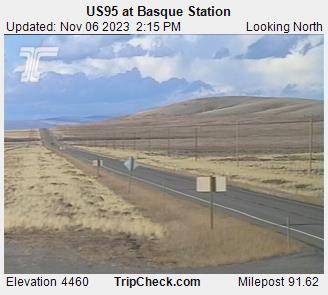 US95 at Basque Station
Updated: Nov 06 2023 2:15 PM Looking North
Elevation 4460 TripCheck.com Milepost 91.62